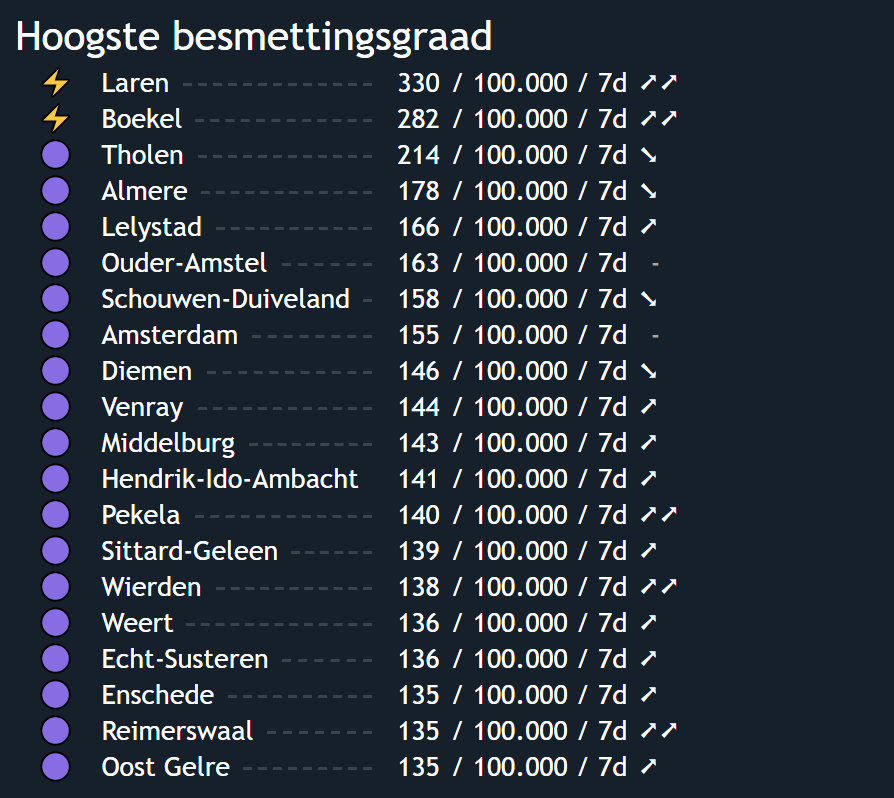 Hoogste besmettingsgraad
⚡ Laren ---------------- 330 / 100.000 / 7d ➚➚
⚡ Boekel --------------- 282 / 100.000 / 7d ➚➚
Tholen --------------- 214 / 100.000 / 7d ➘
Almere --------------- 178 / 100.000 / 7d ➘
Lelystad ------------- 166 / 100.000 / 7d ➚
Ouder-Amstel ------- 163 / 100.000 / 7d -
Schouwen-Duiveland - 158 / 100.000 / 7d ➘
Amsterdam ---------- 155 / 100.000 / 7d -
Diemen -------------- 146 / 100.000 / 7d ➘
Venray --------------- 144 / 100.000 / 7d ➚
Middelburg ---------- 143 / 100.000 / 7d ➚
Hendrik-Ido-Ambacht 141 / 100.000 / 7d ➚
Pekela --------------- 140 / 100.000 / 7d ➚➚
Sittard-Geleen ------ 139 / 100.000 / 7d ➚
Wierden ------------- 138 / 100.000 / 7d ➚➚
Weert ---------------- 136 / 100.000 / 7d ➚
Echt-Susteren ------- 136 / 100.000 / 7d ➚
Enschede ------------ 135 / 100.000 / 7d ➚
Reimerswaal -------- 135 / 100.000 / 7d ➚➚
Oost Gelre ----------- 135 / 100.000 / 7d ➚